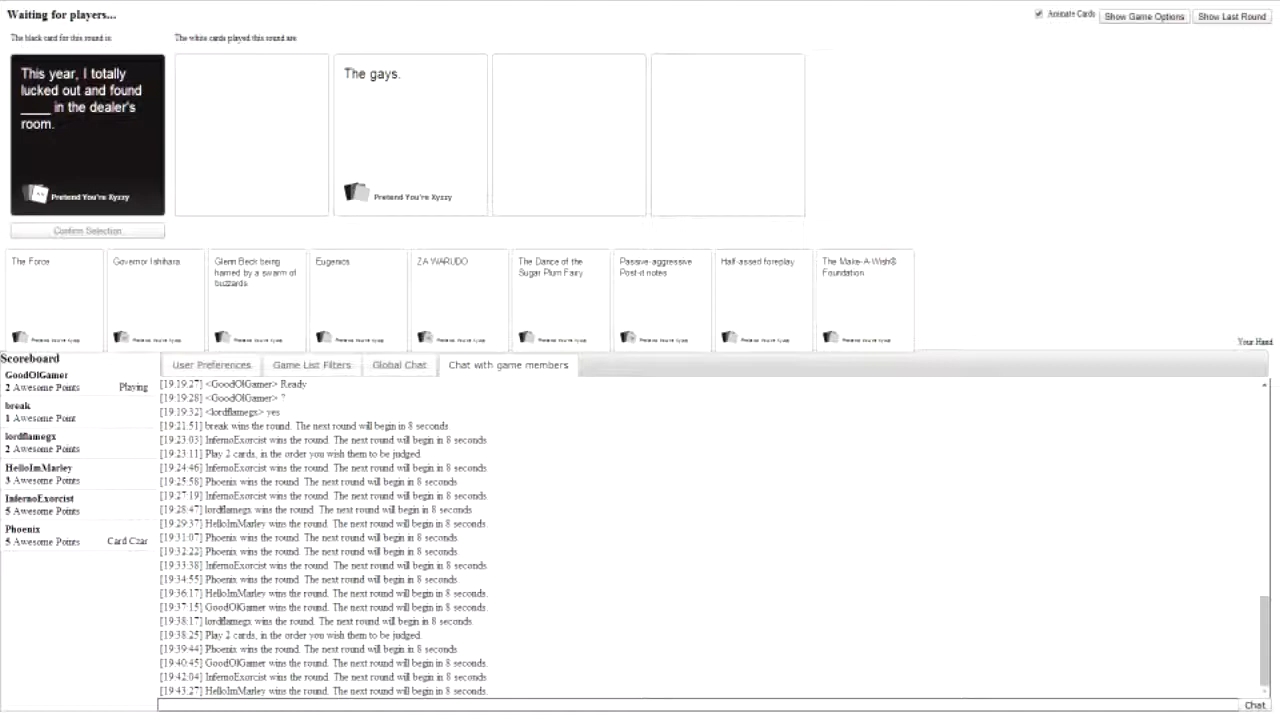 Waiting for players...
Animate Cards
Show Game Options
Show Last Round
The black card for this round is:
The white cards played this round are:
This year, I totally
lucked out and found
____ in the dealer's
room.
Pretend You're Xyzzy
The gays.
Pretend You're Xyzzy
Confirm Selection
The Force
Governor Ishihara
Glenn Beck being
harried by a swarm of
buzzards
Eugenics
ZA WARUDO
The Dance of the
Sugar Plum Fairy
Passive-aggressive
Post-it notes
Half-assed foreplay
The Make-A-Wish®
Foundation
Your Hand
Scoreboard
GoodOlGamer
2 Awesome Points
Playing
break
1 Awesome Point
lordflamegx
2 Awesome Points
HelloImMarley
3 Awesome Points
InfernoExorcist
5 Awesome Points
Phoenix
5 Awesome Points
Card Czar
User Preferences
Game List Filters
Global Chat
Chat with game members
[19:19:27] <GoodOlGamer> Ready
[19:19:28] <GoodOlGamer> ?
[19:19:32] <lordflamegx> yes
[19:21:51] break wins the round. The next round will begin in 8 seconds.
[19:23:03] InfernoExorcist wins the round. The next round will begin in 8 seconds.
[19:23:11] Play 2 cards, in the order you wish them to be judged.
[19:24:46] InfernoExorcist wins the round. The next round will begin in 8 seconds.
[19:25:58] Phoenix wins the round. The next round will begin in 8 seconds.
[19:27:19] InfernoExorcist wins the round. The next round will begin in 8 seconds.
[19:28:47] lordflamegx wins the round. The next round will begin in 8 seconds.
[19:29:37] HelloImMarley wins the round. The next round will begin in 8 seconds.
[19:31:07] Phoenix wins the round. The next round will begin in 8 seconds.
[19:32:22] Phoenix wins the round. The next round will begin in 8 seconds.
[19:33:38] InfernoExorcist wins the round. The next round will begin in 8 seconds.
[19:34:55] Phoenix wins the round. The next round will begin in 8 seconds.
[19:36:17] HelloImMarley wins the round. The next round will begin in 8 seconds.
[19:37:15] GoodOlGamer wins the round. The next round will begin in 8 seconds.
[19:38:17] lordflamegx wins the round. The next round will begin in 8 seconds.
[19:38:25] Play 2 cards, in the order you wish them to be judged.
[19:39:44] Phoenix wins the round. The next round will begin in 8 seconds.
[19:40:45] GoodOlGamer wins the round. The next round will begin in 8 seconds.
[19:42:04] InfernoExorcist wins the round. The next round will begin in 8 seconds.
[19:43:27] HelloImMarley wins the round. The next round will begin in 8 seconds.
Chat